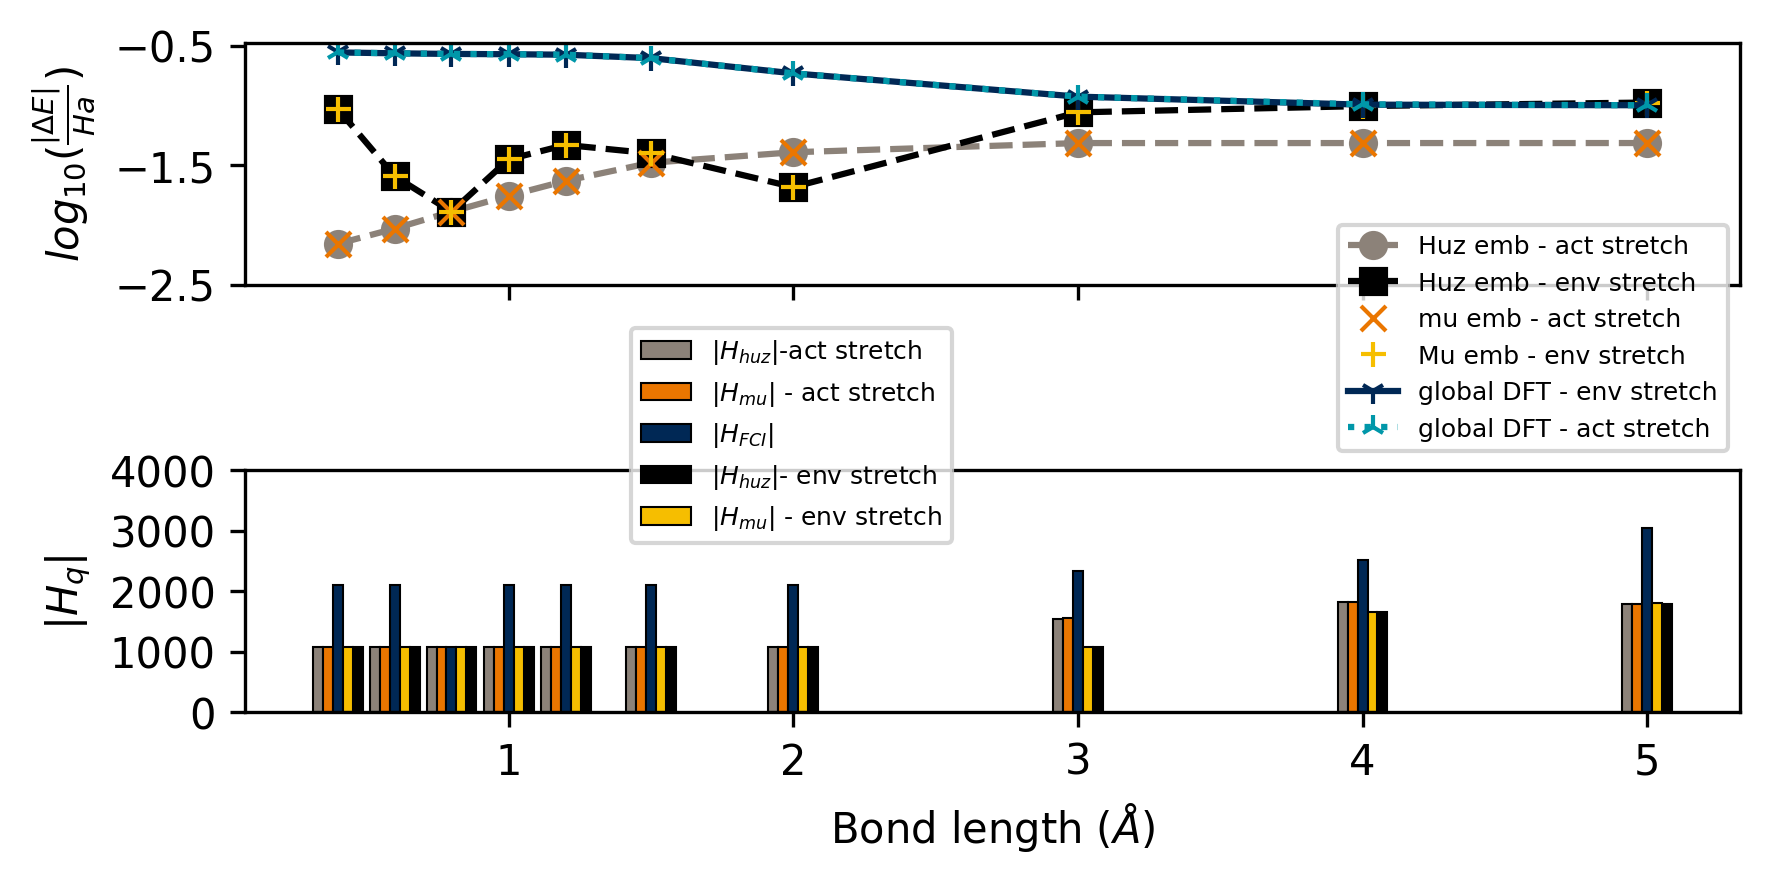 −0.5
−1.5
−2.5
log10(|ΔE|/Ha)
Huz emb - act stretch
Huz emb - env stretch
mu emb - act stretch
Mu emb - env stretch
global DFT - env stretch
global DFT - act stretch
|Hhuz|-act stretch
|Hmu| - act stretch
|HFCI|
|Hhuz|- env stretch
|Hmu| - env stretch
4000
3000
2000
1000
0
|Hq|
1 2 3 4 5
Bond length (Å)